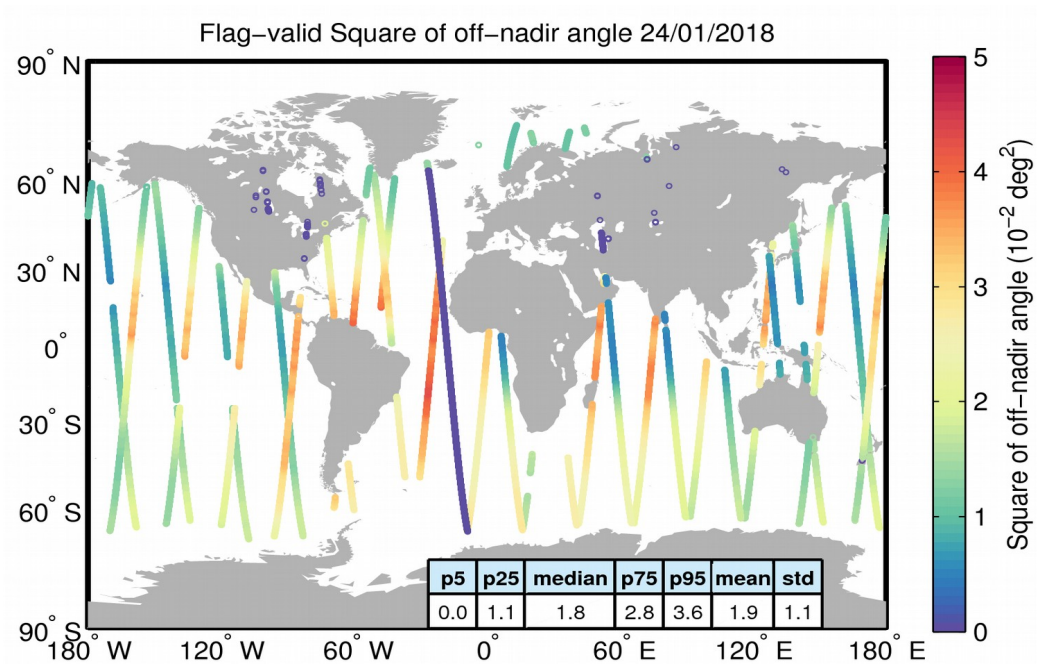 Flag−valid Square of off−nadir angle 24/01/2018
90° N
60° N
30° N
0°
30° S
60° S
90° S
180° W
120° W
60° W
0°
60° E
120° E
180° E
5
4
3
2
1
0
Square of off−nadir angle (10⁻² deg²)
p5 p25 median p75 p95 mean std
0.0 1.1 1.8 2.8 3.6 1.9 1.1